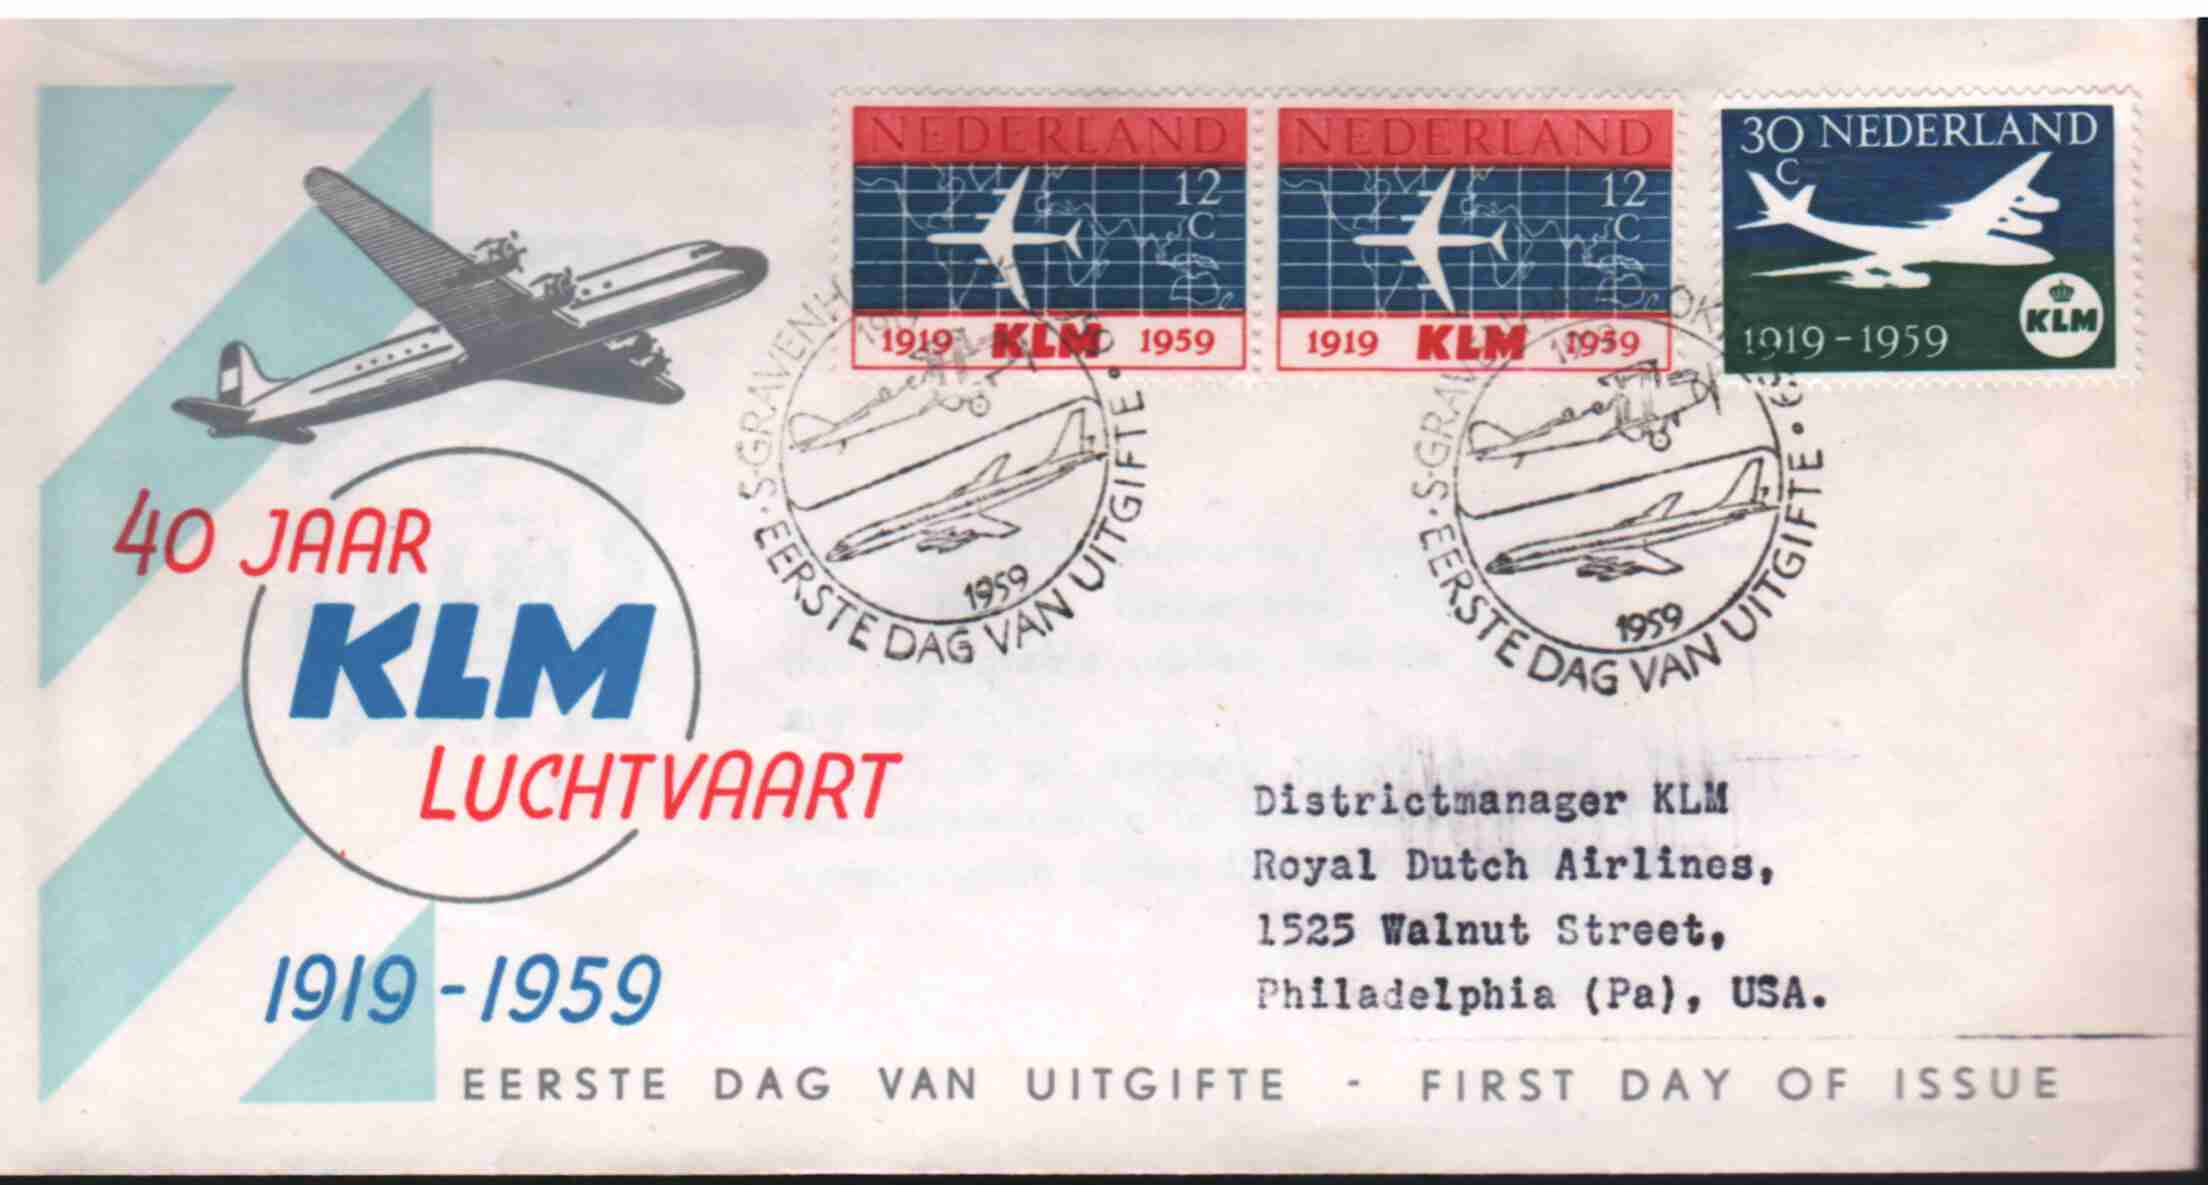 NEDERLAND
12
C
1919 KLM 1959
NEDERLAND
12
C
1919 KLM 1959
30 NEDERLAND
C
KLM
1919 - 1959
1919
1959
EERSTE DAG VAN UITGIFTE
1959
EERSTE DAG VAN UITGIFTE
40 JAAR
KLM
LUCHTVAART
1919 - 1959
Districtmanager KLM
Royal Dutch Airlines,
1525 Walnut Street,
Philadelphia (Pa), USA.
EERSTE DAG VAN UITGIFTE - FIRST DAY OF ISSUE